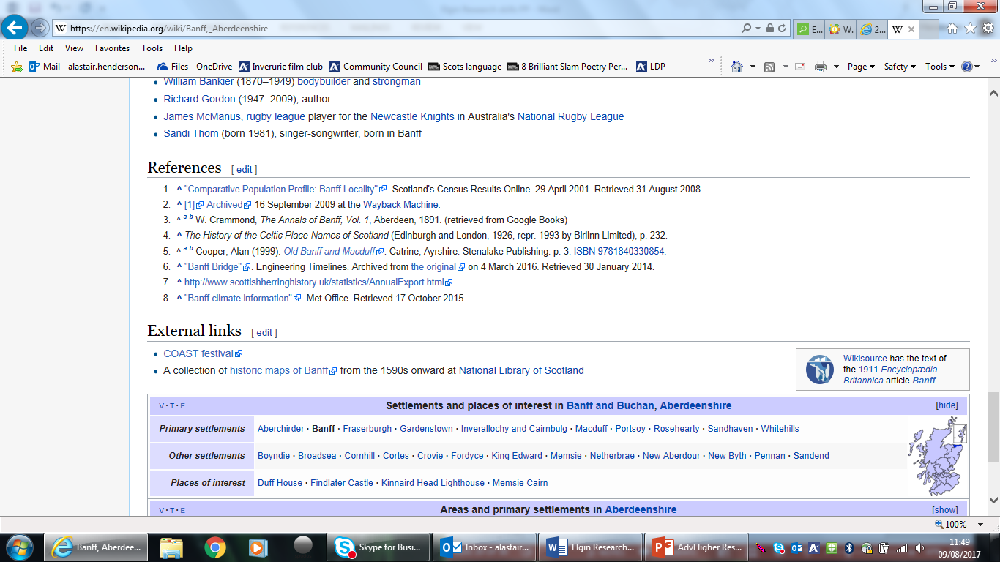 https://en.wikipedia.org/wiki/Banff,_Aberdeenshire
E...
W.
2...
W
File Edit View Favorites Tools Help
Mail - alastair.henderson... Files - OneDrive Inverurie film club Community Council Scots language 8 Brilliant Slam Poetry Per... LDP » Page Safety Tools »
William Bankier (1870–1949) bodybuilder and strongman
Richard Gordon (1947–2009), author
James McManus, rugby league player for the Newcastle Knights in Australia's National Rugby League
Sandi Thom (born 1981), singer-songwriter, born in Banff
References [ edit ]
1. ^ "Comparative Population Profile: Banff Locality". Scotland's Census Results Online. 29 April 2001. Retrieved 31 August 2008.
2. ^ [1] Archived 16 September 2009 at the Wayback Machine.
3. ^ a b W. Crammond, The Annals of Banff, Vol. 1, Aberdeen, 1891. (retrieved from Google Books)
4. ^ The History of the Celtic Place-Names of Scotland (Edinburgh and London, 1926, repr. 1993 by Birlinn Limited), p. 232.
5. ^ a b Cooper, Alan (1999). Old Banff and Macduff. Catrine, Ayrshire: Stenalake Publishing. p. 3. ISBN 9781840330854.
6. ^ "Banff Bridge". Engineering Timelines. Archived from the original on 4 March 2016. Retrieved 30 January 2014.
7. ^ http://www.scottishherringhistory.uk/statistics/AnnualExport.html
8. ^ "Banff climate information". Met Office. Retrieved 17 October 2015.
External links [ edit ]
COAST festival
A collection of historic maps of Banff from the 1590s onward at National Library of Scotland
Wikisource has the text of
the 1911 Encyclopædia
Britannica article Banff.
V · T · E Settlements and places of interest in Banff and Buchan, Aberdeenshire [hide]
Primary settlements Aberchirder · Banff · Fraserburgh · Gardenstown · Inverallochy and Cairnbulg · Macduff · Portsoy · Rosehearty · Sandhaven · Whitehills
Other settlements Boyndie · Broadsea · Cornhill · Cortes · Crovie · Fordyce · King Edward · Memsie · Netherbrae · New Aberdour · New Byth · Pennan · Sandend
Places of interest Duff House · Findlater Castle · Kinnaird Head Lighthouse · Memsie Cairn
V · T · E Areas and primary settlements in Aberdeenshire [show]
100%
Banff, Aberdee... Skype for Busi... Inbox - alastair... Elgin Research... AdvHigher Res...
11:49
09/08/2017